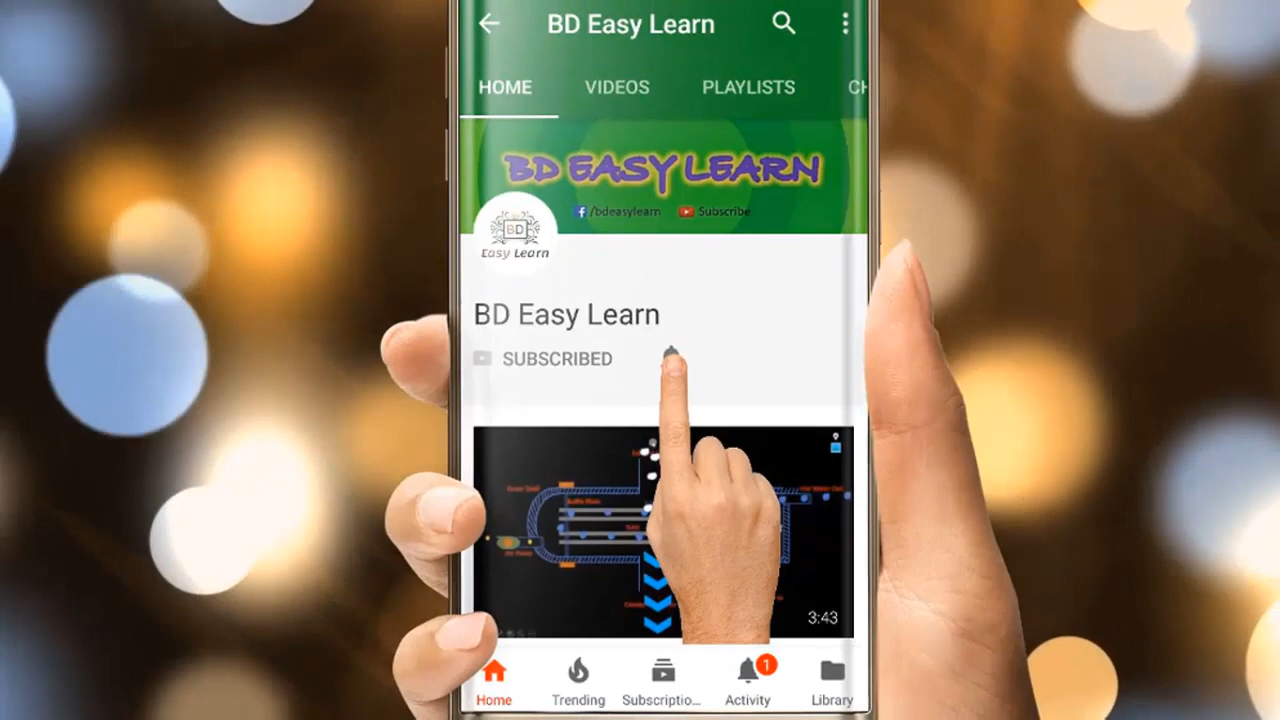 BD Easy Learn
HOME VIDEOS PLAYLISTS CH
BD EASY LEARN
/bdeasylearn Subscribe
BD
Easy Learn
BD Easy Learn
SUBSCRIBED
3:43
1
Home Trending Subscriptio... Activity Library